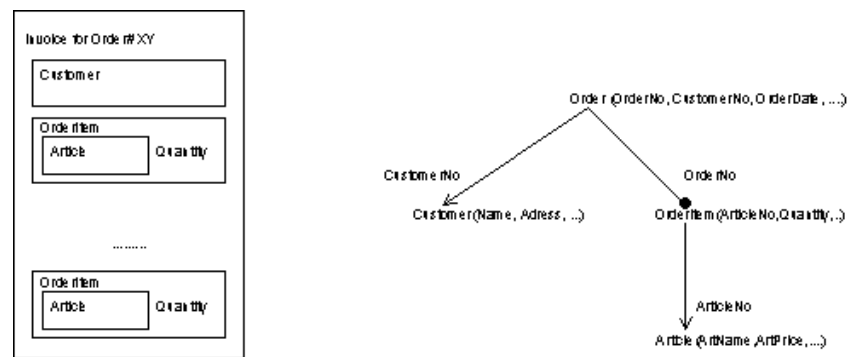 Invoice for Order# XY
Customer
OrderItem
Article
Quantity
.........
OrderItem
Article
Quantity
Order (OrderNo, CustomerNo, OrderDate, ....)
CustomerNo
OrderNo
Customer(Name, Adress, ...)
OrderItem(ArticleNo,Quantity,..)
ArticleNo
Article (ArtName,ArtPrice,....)